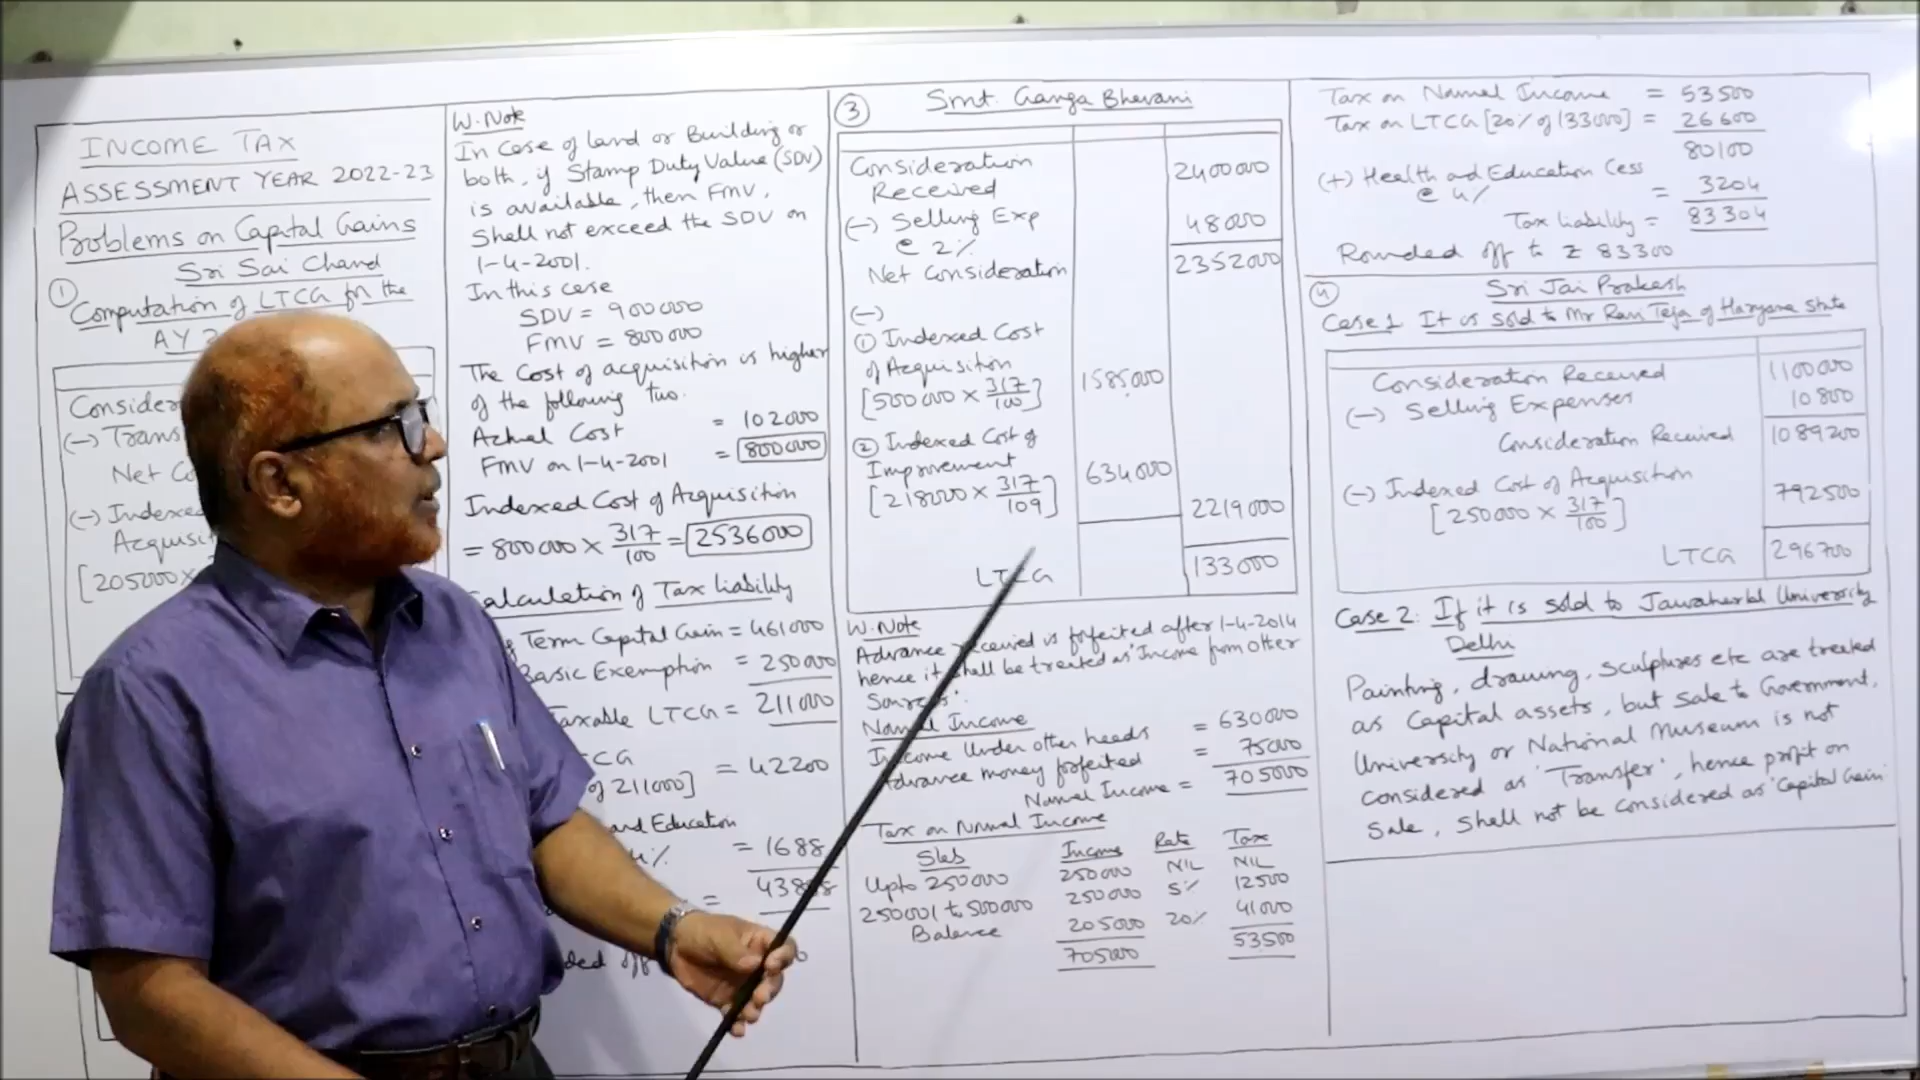 INCOME TAX
ASSESSMENT YEAR 2022-23
Problems on Capital Gains
① Sri Sai Chand
Computation of LTCG for the
AY 2
Consider
(-) Trans
Net Co
(-) Indexe
Acquisit
[205000 ×
W. Note
In Case of land or Building or
both, if Stamp Duty Value (SDV)
is available, then FMV,
Shall not exceed the SDV on
1-4-2001.
In this case
SDV = 900000
FMV = 800000
The Cost of acquisition is higher
of the following two.
Actual Cost = 102000
FMV on 1-4-2001 = 800000
Indexed Cost of Acquisition
= 800000 × 317/100 = 2536000
alculation of Tax liability
g Term Capital Gain = 461000
Basic Exemption = 250000
Taxable LTCG = 211000
CG
of 211000] = 42200
and Education
4% = 1688
= 43888
ded off
③ Smt. Ganga Bhavani
Consideration
Received 2400000
(-) Selling Exp
@ 2% 48000
Net Consideration 2352000
(-)
① Indexed Cost
of Acquisition
[500000 × 317/100] 1585000
② Indexed Cost of
Improvement
[218000 × 317/109] 634000
2219000
LTCG 133000
W. Note
Advance received is forfeited after 1-4-2014
hence it shall be treated as 'Income from other
Sources'.
Normal Income
Income Under other heads = 630000
Advance money forfeited = 75000
Normal Income = 705000
Tax on Normal Income
Slab Income Rate Tax
Upto 250000 250000 NIL NIL
250001 to 500000 250000 5% 12500
Balance 205000 20% 41000
705000 53500
Tax on Normal Income = 53500
Tax on LTCG [20% of 133000] = 26600
80100
(+) Health and Education Cess
@ 4% = 3204
Tax liability = 83304
Rounded off to ₹ 83300
④ Sri Jai Prakash
Case 1 It is sold to Mr Ravi Teja of Haryana State
Consideration Received 1100000
(-) Selling Expenses 10800
Consideration Received 1089200
(-) Indexed Cost of Acquisition
[250000 × 317/100] 792500
LTCG 296700
Case 2: If it is sold to Jawaherlal University
Delhi
Painting, drawing, sculptures etc are treated
as Capital assets, but Sale to Government,
University or National Museum is not
considered as 'Transfer', hence profit on
Sale, shall not be considered as 'Capital Gain'